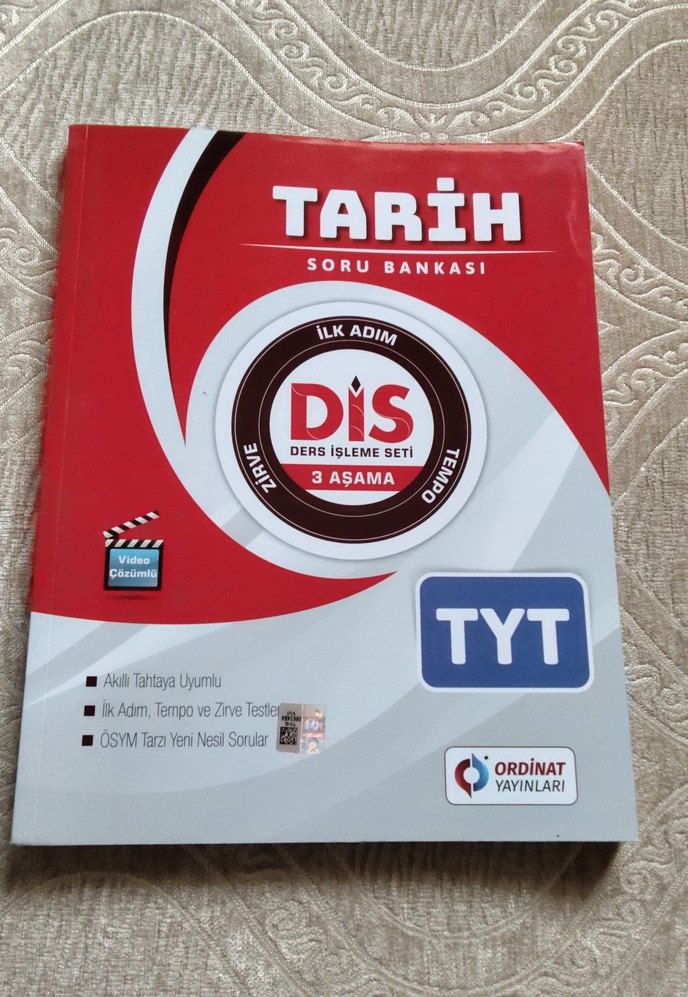 TARİH
SORU BANKASI
İLK ADIM
DİS
DERS İŞLEME SETİ
3 AŞAMA
ZİRVE
TEMPO
Video
Çözümlü
TYT
Akıllı Tahtaya Uyumlu
İlk Adım, Tempo ve Zirve Testler
ÖSYM Tarzı Yeni Nesil Sorular
ORDİNAT
YAYINLARI